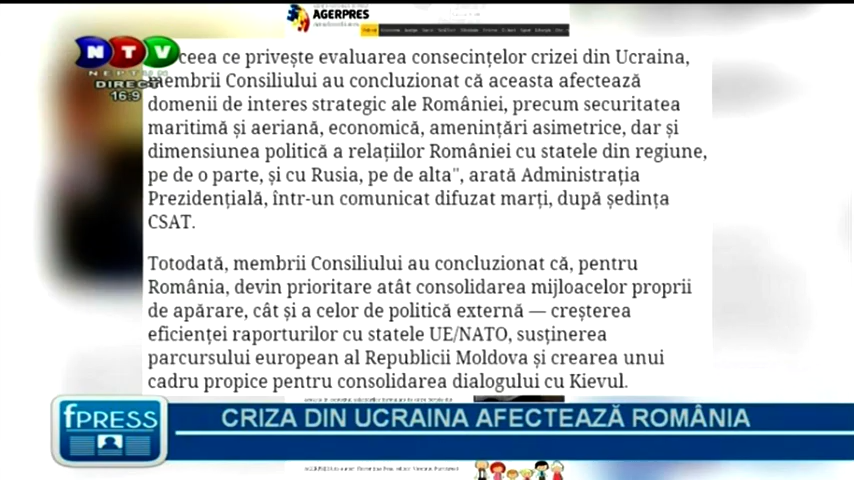 AGERPRES
NTV
NEPTUN
DIRECT
16:9
ceea ce privește evaluarea consecințelor crizei din Ucraina,
membrii Consiliului au concluzionat că aceasta afectează
domenii de interes strategic ale României, precum securitatea
maritimă și aeriană, economică, amenințări asimetrice, dar și
dimensiunea politică a relațiilor României cu statele din regiune,
pe de o parte, și cu Rusia, pe de alta", arată Administrația
Prezidențială, într-un comunicat difuzat marți, după ședința
CSAT.
Totodată, membrii Consiliului au concluzionat că, pentru
România, devin prioritare atât consolidarea mijloacelor proprii
de apărare, cât și a celor de politică externă — creșterea
eficienței raporturilor cu statele UE/NATO, susținerea
parcursului european al Republicii Moldova și crearea unui
cadru propice pentru consolidarea dialogului cu Kievul.
fPRESS
CRIZA DIN UCRAINA AFECTEAZĂ ROMÂNIA